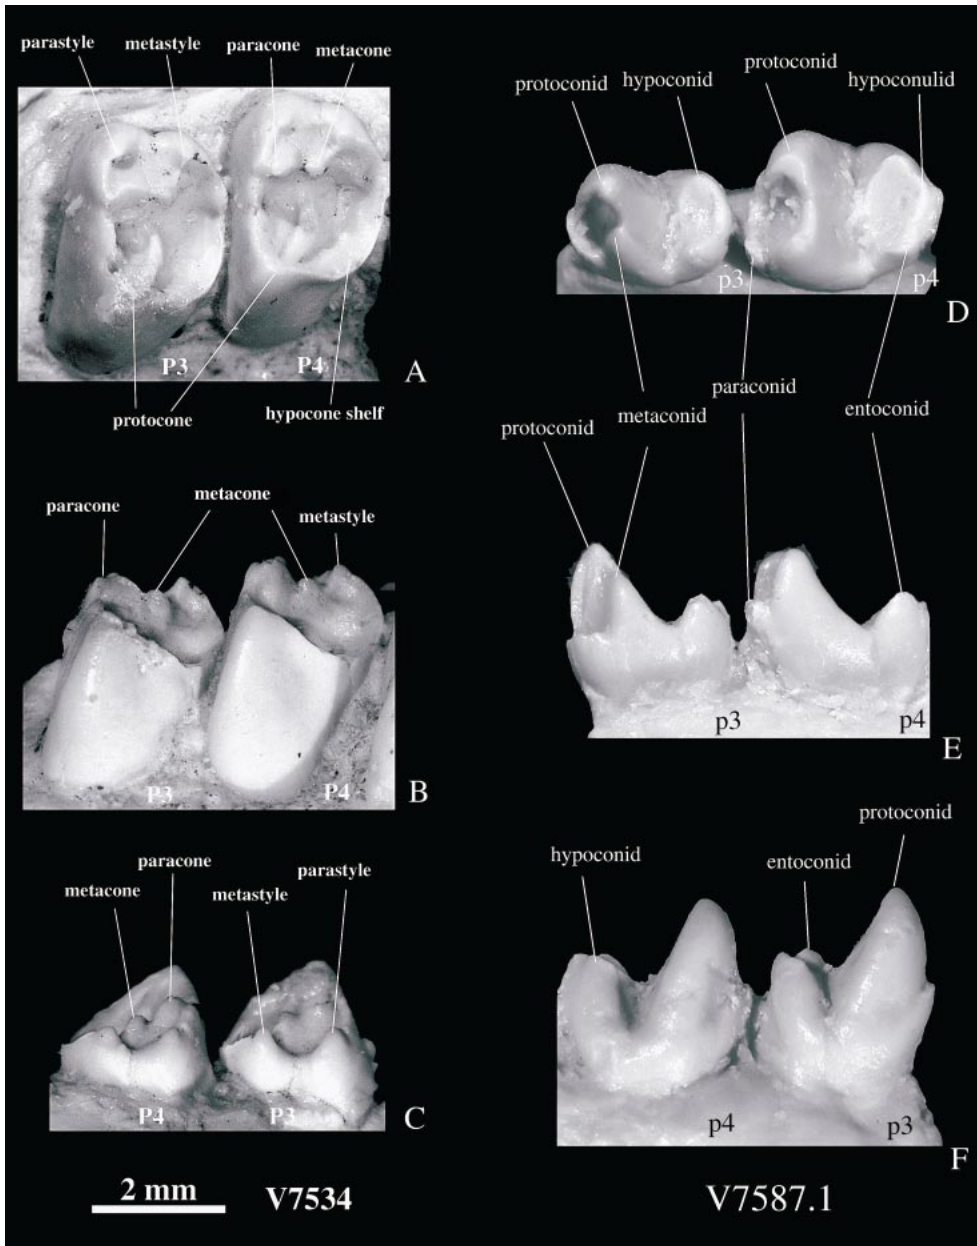 parastyle
metastyle
paracone
metacone
P3
P4
A
protocone
hypocone shelf
paracone
metacone
metastyle
P3
P4
B
paracone
parastyle
metacone
metastyle
P4
P3
C
2 mm
V7534
protoconid
hypoconid
protoconid
hypoconulid
p3
p4
D
paraconid
protoconid
metaconid
entoconid
p3
p4
E
protoconid
hypoconid
entoconid
p4
p3
F
V7587.1